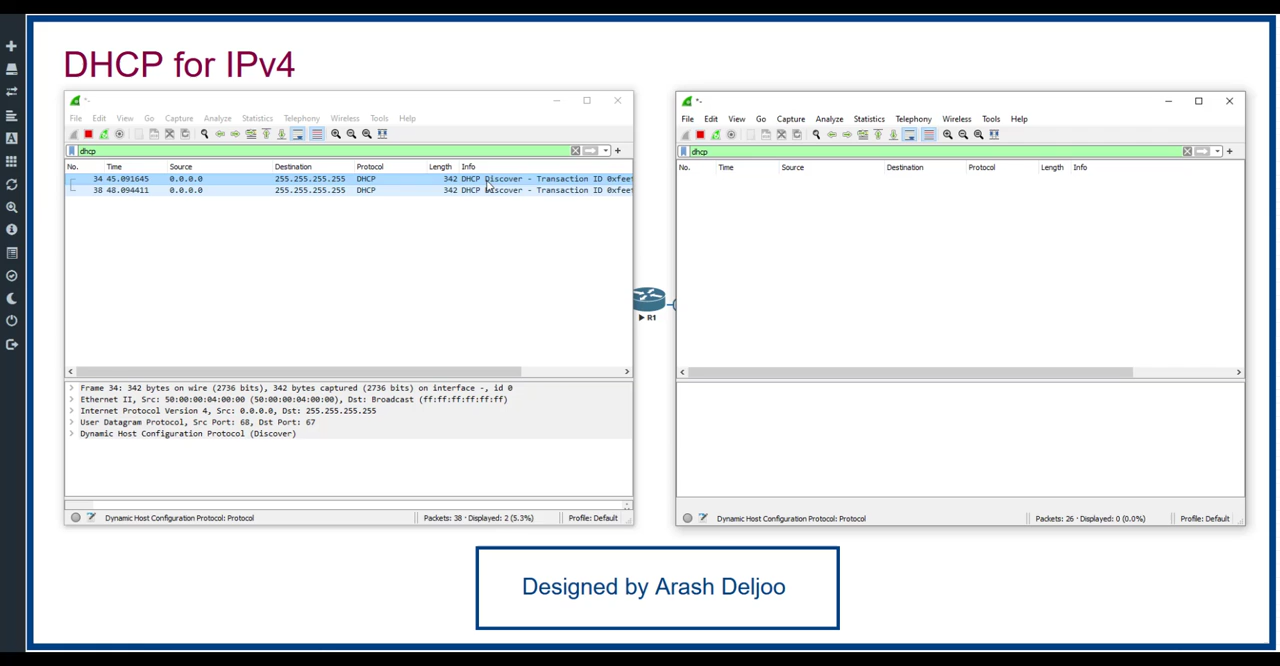 DHCP for IPv4
*-
File Edit View Go Capture Analyze Statistics Telephony Wireless Tools Help
dhcp
No. Time Source Destination Protocol Length Info
34 45.091645 0.0.0.0 255.255.255.255 DHCP 342 DHCP Discover - Transaction ID 0xfee
38 48.094411 0.0.0.0 255.255.255.255 DHCP 342 DHCP Discover - Transaction ID 0xfee
Frame 34: 342 bytes on wire (2736 bits), 342 bytes captured (2736 bits) on interface -, id 0
Ethernet II, Src: 50:00:00:04:00:00 (50:00:00:04:00:00), Dst: Broadcast (ff:ff:ff:ff:ff:ff)
Internet Protocol Version 4, Src: 0.0.0.0, Dst: 255.255.255.255
User Datagram Protocol, Src Port: 68, Dst Port: 67
Dynamic Host Configuration Protocol (Discover)
Dynamic Host Configuration Protocol: Protocol
Packets: 38 · Displayed: 2 (5.3%)
Profile: Default
R1
*-
File Edit View Go Capture Analyze Statistics Telephony Wireless Tools Help
dhcp
No. Time Source Destination Protocol Length Info
Dynamic Host Configuration Protocol: Protocol
Packets: 26 · Displayed: 0 (0.0%)
Profile: Default
Designed by Arash Deljoo